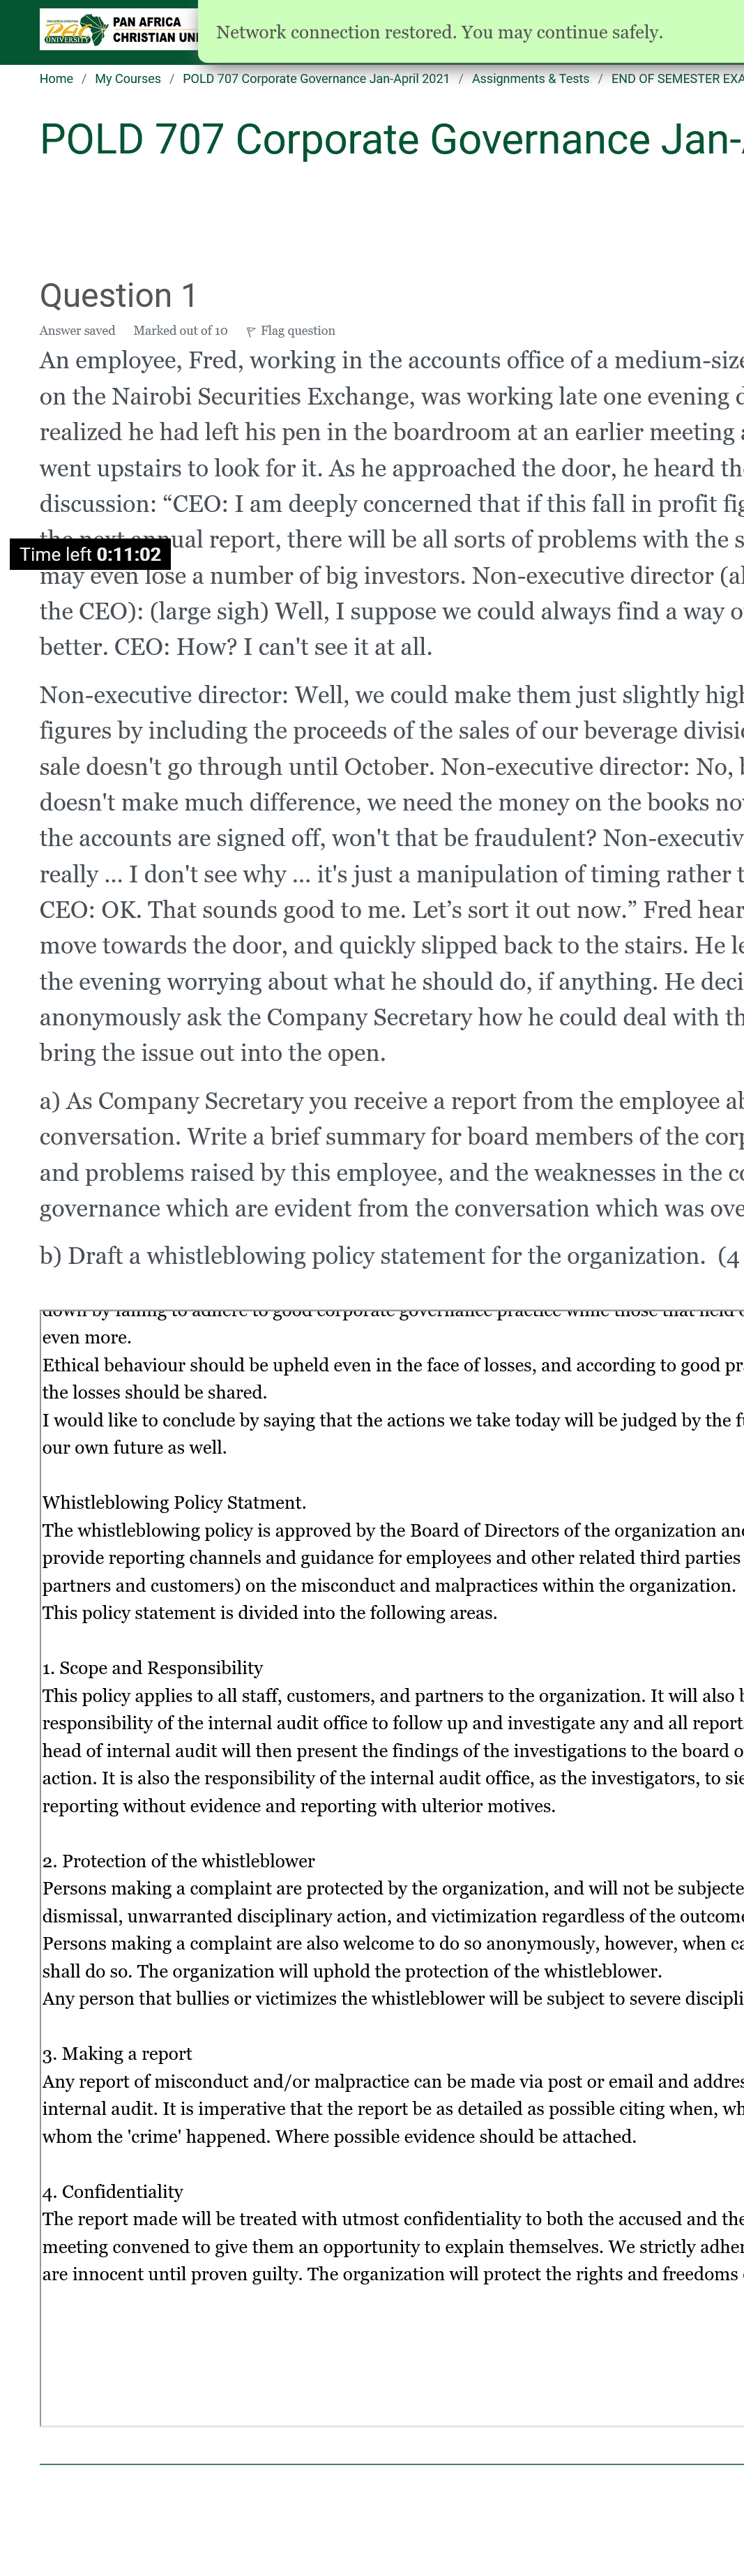 PAN AFRICA
CHRISTIAN UNI
PAC
UNIVERSITY
Network connection restored. You may continue safely.
Home / My Courses / POLD 707 Corporate Governance Jan-April 2021 / Assignments & Tests / END OF SEMESTER EXA
POLD 707 Corporate Governance Jan-A
Question 1
Answer saved Marked out of 10 Flag question
An employee, Fred, working in the accounts office of a medium-size
on the Nairobi Securities Exchange, was working late one evening
realized he had left his pen in the boardroom at an earlier meeting
went upstairs to look for it. As he approached the door, he heard th
discussion: “CEO: I am deeply concerned that if this fall in profit fig
the next annual report, there will be all sorts of problems with the s
Time left 0:11:02
may even lose a number of big investors. Non-executive director (al
the CEO): (large sigh) Well, I suppose we could always find a way o
better. CEO: How? I can't see it at all.
Non-executive director: Well, we could make them just slightly high
figures by including the proceeds of the sales of our beverage divisi
sale doesn't go through until October. Non-executive director: No, b
doesn't make much difference, we need the money on the books no
the accounts are signed off, won't that be fraudulent? Non-executiv
really ... I don't see why ... it's just a manipulation of timing rather t
CEO: OK. That sounds good to me. Let’s sort it out now.” Fred hear
move towards the door, and quickly slipped back to the stairs. He le
the evening worrying about what he should do, if anything. He deci
anonymously ask the Company Secretary how he could deal with th
bring the issue out into the open.
a) As Company Secretary you receive a report from the employee ab
conversation. Write a brief summary for board members of the corp
and problems raised by this employee, and the weaknesses in the co
governance which are evident from the conversation which was ove
b) Draft a whistleblowing policy statement for the organization. (4
down by failing to adhere to good corporate governance practice while those that held
even more.
Ethical behaviour should be upheld even in the face of losses, and according to good pra
the losses should be shared.
I would like to conclude by saying that the actions we take today will be judged by the fu
our own future as well.
Whistleblowing Policy Statment.
The whistleblowing policy is approved by the Board of Directors of the organization and
provide reporting channels and guidance for employees and other related third parties
partners and customers) on the misconduct and malpractices within the organization.
This policy statement is divided into the following areas.
1. Scope and Responsibility
This policy applies to all staff, customers, and partners to the organization. It will also b
responsibility of the internal audit office to follow up and investigate any and all report
head of internal audit will then present the findings of the investigations to the board o
action. It is also the responsibility of the internal audit office, as the investigators, to sie
reporting without evidence and reporting with ulterior motives.
2. Protection of the whistleblower
Persons making a complaint are protected by the organization, and will not be subjecte
dismissal, unwarranted disciplinary action, and victimization regardless of the outcome
Persons making a complaint are also welcome to do so anonymously, however, when ca
shall do so. The organization will uphold the protection of the whistleblower.
Any person that bullies or victimizes the whistleblower will be subject to severe discipli
3. Making a report
Any report of misconduct and/or malpractice can be made via post or email and addres
internal audit. It is imperative that the report be as detailed as possible citing when, wh
whom the 'crime' happened. Where possible evidence should be attached.
4. Confidentiality
The report made will be treated with utmost confidentiality to both the accused and the
meeting convened to give them an opportunity to explain themselves. We strictly adher
are innocent until proven guilty. The organization will protect the rights and freedoms